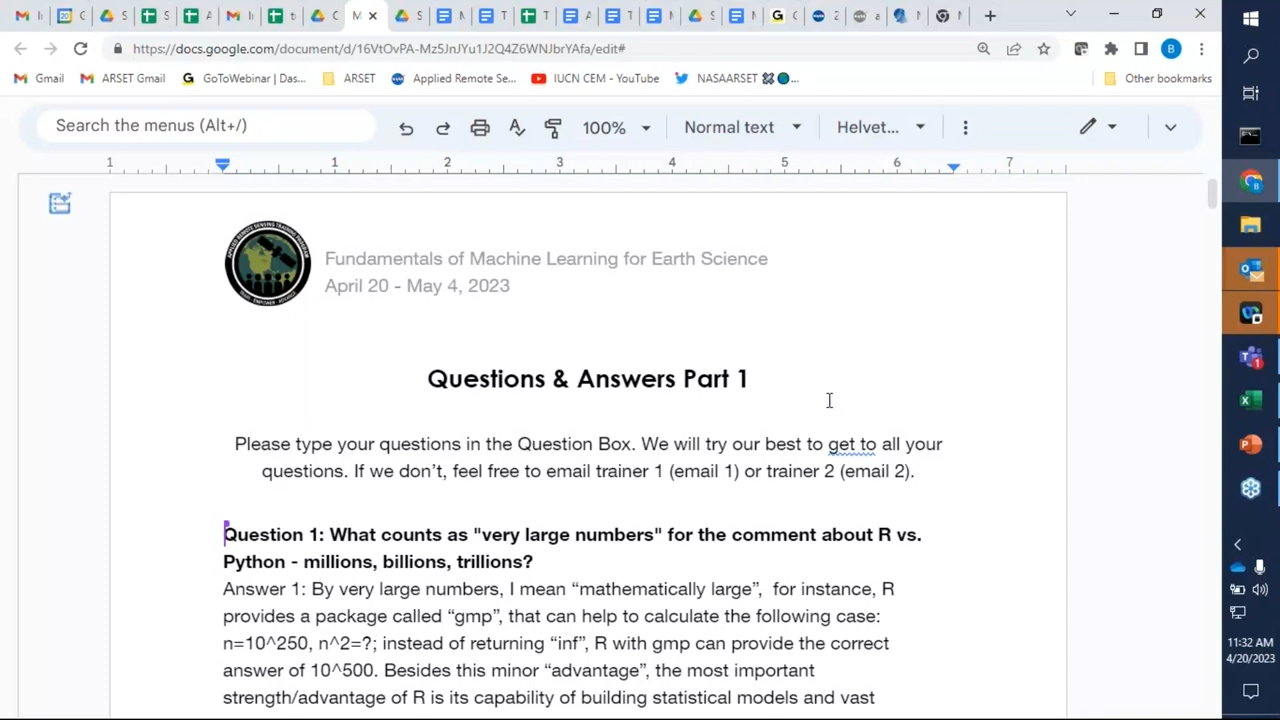 https://docs.google.com/document/d/16VtOvPA-Mz5JnJYu1J2Q4Z6WNJbrYAfa/edit#
Gmail ARSET Gmail GoToWebinar | Das... ARSET Applied Remote Se... IUCN CEM - YouTube NASAARSET Other bookmarks
Search the menus (Alt+/) 100% Normal text Helvet...
1 1 2 3 4 5 6 7
Fundamentals of Machine Learning for Earth Science
April 20 - May 4, 2023
Questions & Answers Part 1
Please type your questions in the Question Box. We will try our best to get to all your
questions. If we don’t, feel free to email trainer 1 (email 1) or trainer 2 (email 2).
Question 1: What counts as "very large numbers" for the comment about R vs.
Python - millions, billions, trillions?
Answer 1: By very large numbers, I mean “mathematically large”, for instance, R
provides a package called “gmp”, that can help to calculate the following case:
n=10^250, n^2=?; instead of returning “inf”, R with gmp can provide the correct
answer of 10^500. Besides this minor “advantage”, the most important
strength/advantage of R is its capability of building statistical models and vast
11:32 AM
4/20/2023